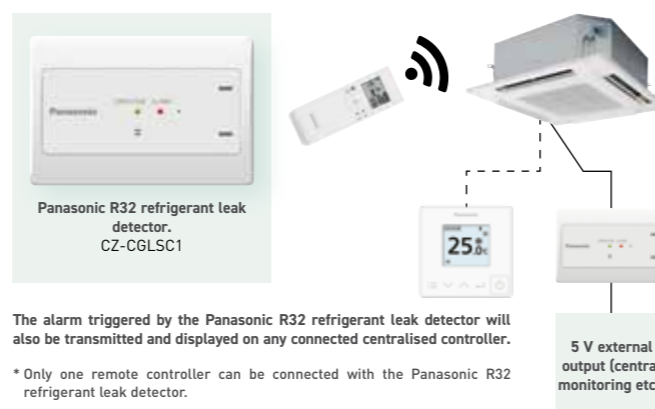 Panasonic
Panasonic R32 refrigerant leak
detector.
CZ-CGLSC1
25.0c
The alarm triggered by the Panasonic R32 refrigerant leak detector will
also be transmitted and displayed on any connected centralised controller.
* Only one remote controller can be connected with the Panasonic R32
refrigerant leak detector.
5 V external
output (centra
monitoring etc